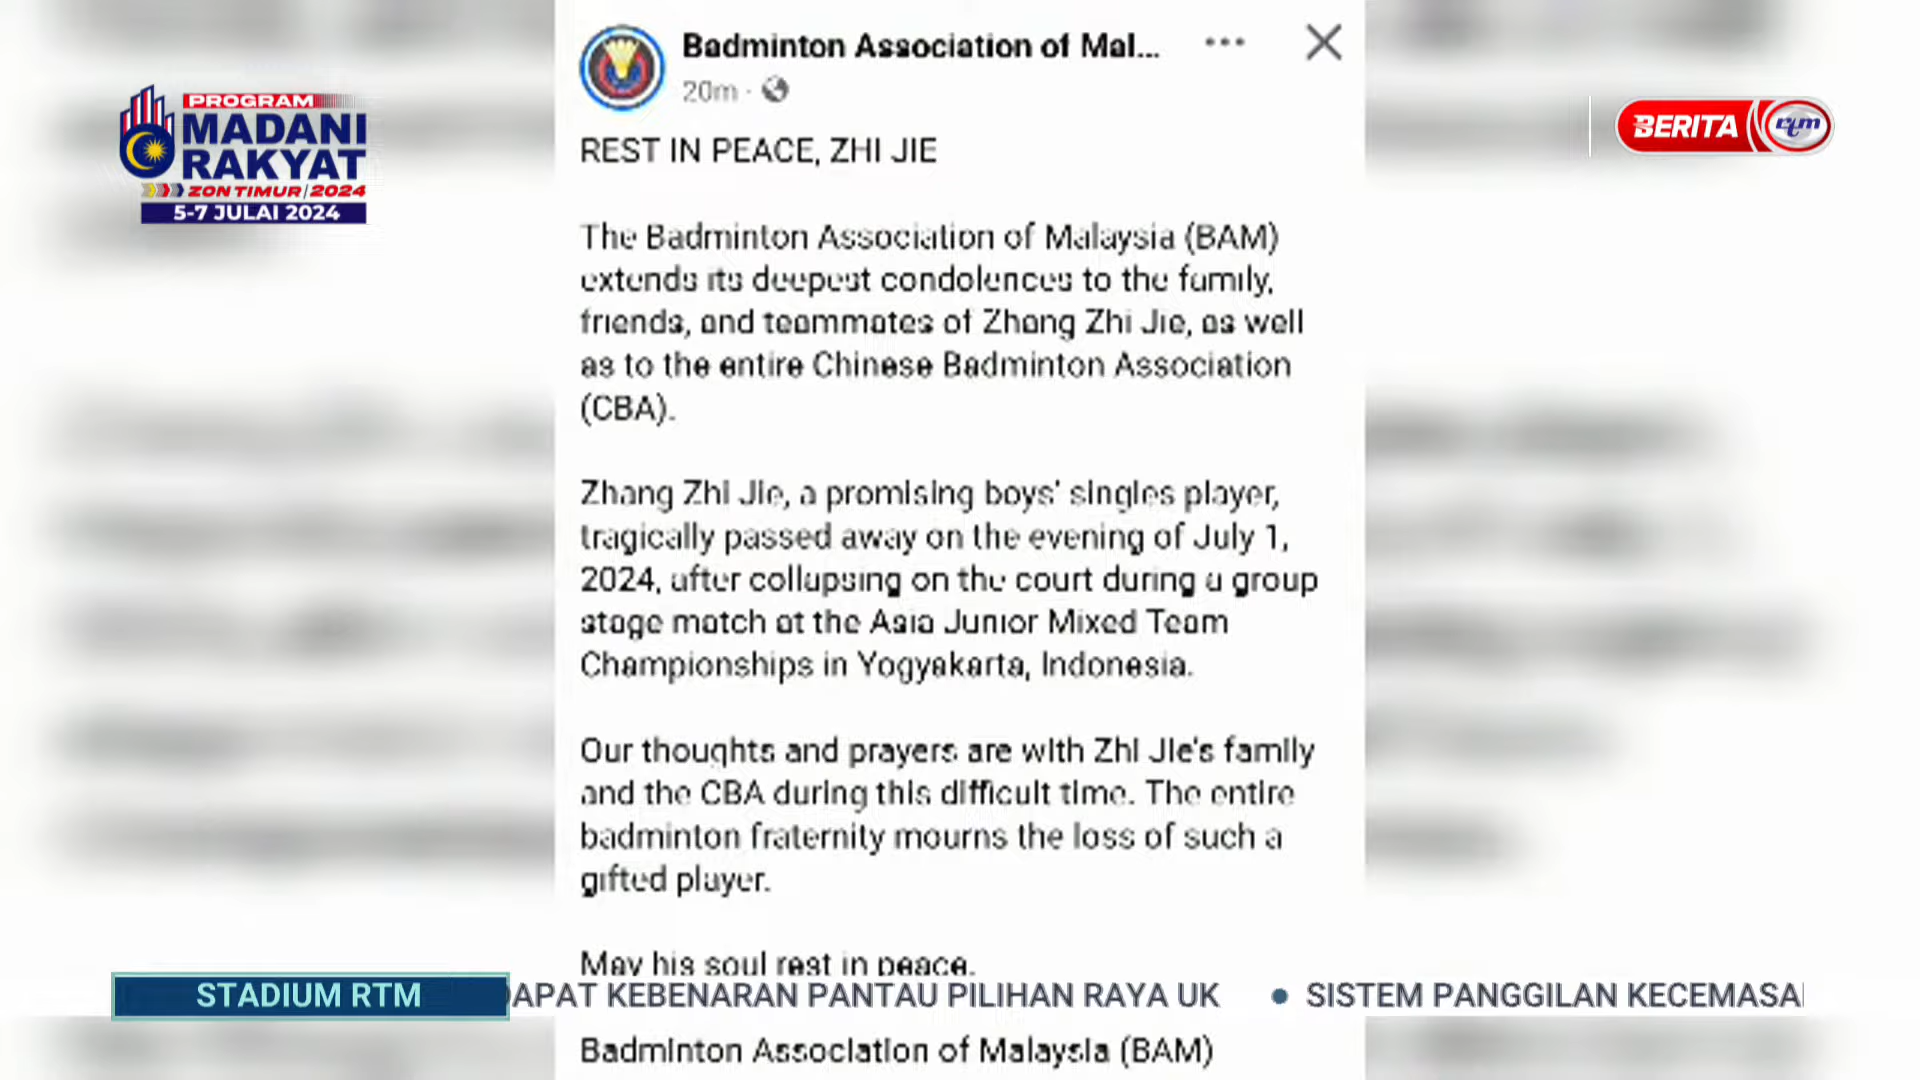 Badminton Association of Mal...
20m ·
REST IN PEACE, ZHI JIE
PROGRAM
MADANI
RAKYAT
ZON TIMUR/2024
5-7 JULAI 2024
BERITA rtm
The Badminton Association of Malaysia (BAM)
extends its deepest condolences to the family,
friends, and teammates of Zhang Zhi Jie, as well
as to the entire Chinese Badminton Association
(CBA).
Zhang Zhi Jie, a promising boys' singles player,
tragically passed away on the evening of July 1,
2024, after collapsing on the court during a group
stage match at the Asia Junior Mixed Team
Championships in Yogyakarta, Indonesia.
Our thoughts and prayers are with Zhi Jie's family
and the CBA during this difficult time. The entire
badminton fraternity mourns the loss of such a
gifted player.
May his soul rest in peace.
STADIUM RTM
DAPAT KEBENARAN PANTAU PILIHAN RAYA UK • SISTEM PANGGILAN KECEMASA
Badminton Association of Malaysia (BAM)